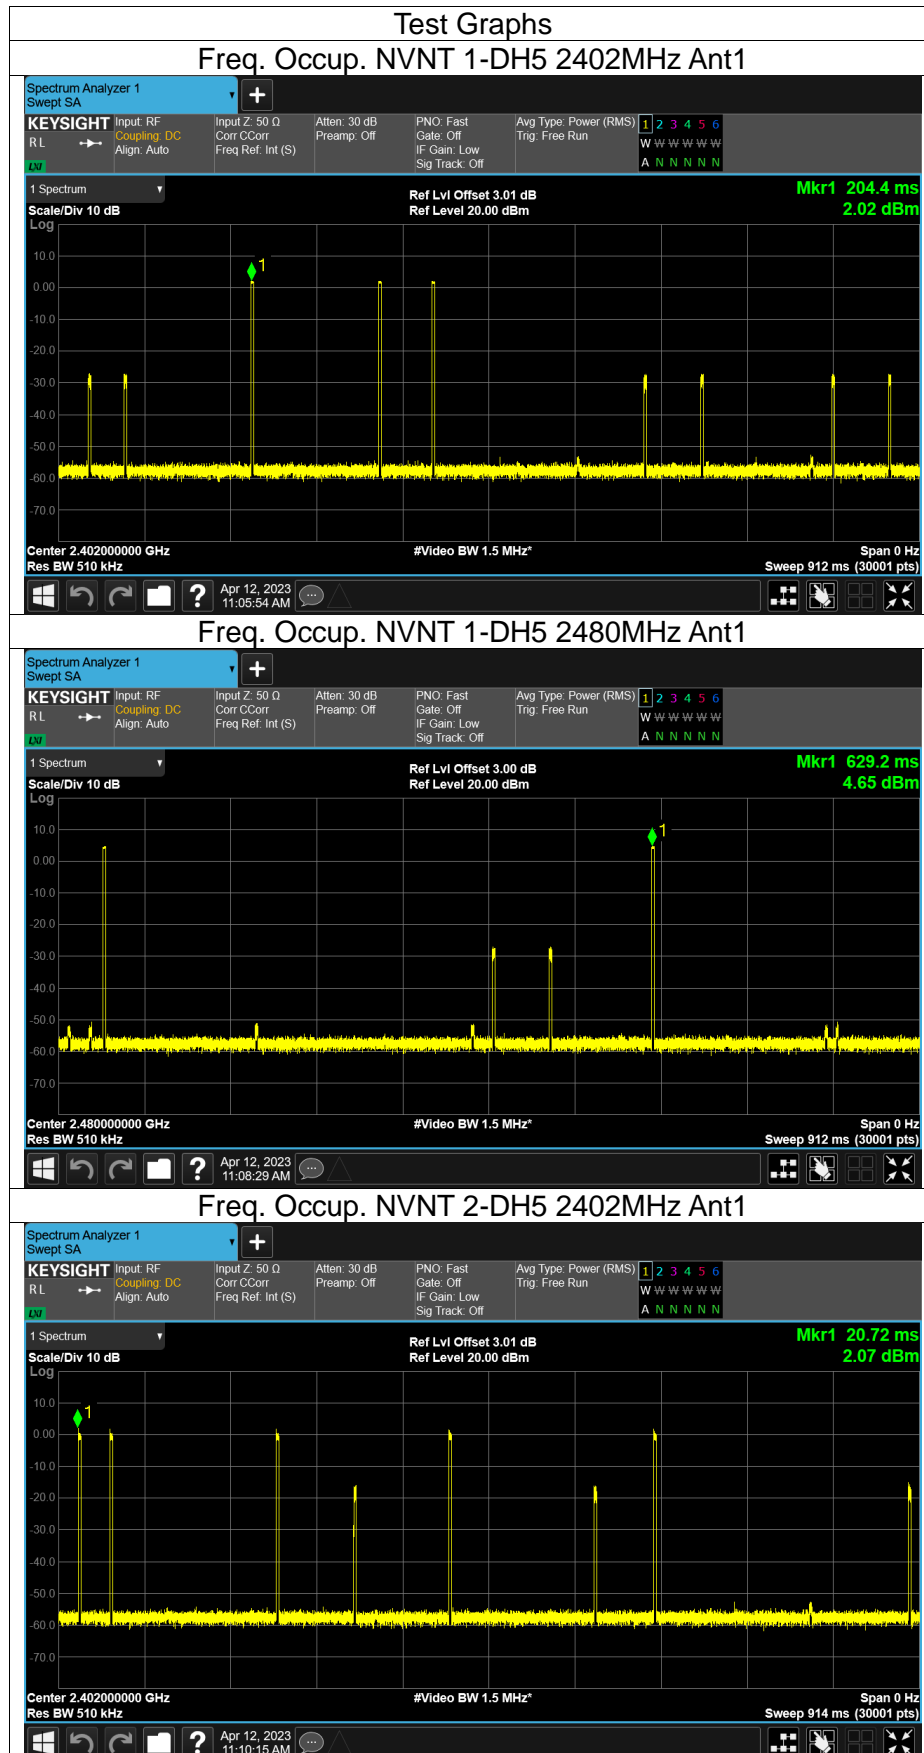 Test Graphs
Freq. Occup. NVNT 1-DH5 2402MHz Ant1
Spectrum Analyzer 1
Swept SA
KEYSIGHT Input: RF Input Z: 50 Ω Atten: 30 dB PNO: Fast Avg Type: Power (RMS) 1 2 3 4 5 6
R L Coupling: DC Corr CCorr Preamp: Off Gate: Off Trig: Free Run W W W W W W
Align: Auto Freq Ref: Int (S) IF Gain: Low A N N N N N
LXI Sig Track: Off
1 Spectrum Ref Lvl Offset 3.01 dB Mkr1 204.4 ms
Scale/Div 10 dB Ref Level 20.00 dBm 2.02 dBm
Log
1
10.0
0.00
-10.0
-20.0
-30.0
-40.0
-50.0
-60.0
-70.0
Center 2.402000000 GHz #Video BW 1.5 MHz* Span 0 Hz
Res BW 510 kHz Sweep 912 ms (30001 pts)
? Apr 12, 2023
11:05:54 AM
Freq. Occup. NVNT 1-DH5 2480MHz Ant1
Spectrum Analyzer 1
Swept SA
KEYSIGHT Input: RF Input Z: 50 Ω Atten: 30 dB PNO: Fast Avg Type: Power (RMS) 1 2 3 4 5 6
R L Coupling: DC Corr CCorr Preamp: Off Gate: Off Trig: Free Run W W W W W W
Align: Auto Freq Ref: Int (S) IF Gain: Low A N N N N N
LXI Sig Track: Off
1 Spectrum Ref Lvl Offset 3.00 dB Mkr1 629.2 ms
Scale/Div 10 dB Ref Level 20.00 dBm 4.65 dBm
Log
1
10.0
0.00
-10.0
-20.0
-30.0
-40.0
-50.0
-60.0
-70.0
Center 2.480000000 GHz #Video BW 1.5 MHz* Span 0 Hz
Res BW 510 kHz Sweep 912 ms (30001 pts)
? Apr 12, 2023
11:08:29 AM
Freq. Occup. NVNT 2-DH5 2402MHz Ant1
Spectrum Analyzer 1
Swept SA
KEYSIGHT Input: RF Input Z: 50 Ω Atten: 30 dB PNO: Fast Avg Type: Power (RMS) 1 2 3 4 5 6
R L Coupling: DC Corr CCorr Preamp: Off Gate: Off Trig: Free Run W W W W W W
Align: Auto Freq Ref: Int (S) IF Gain: Low A N N N N N
LXI Sig Track: Off
1 Spectrum Ref Lvl Offset 3.01 dB Mkr1 20.72 ms
Scale/Div 10 dB Ref Level 20.00 dBm 2.07 dBm
Log
1
10.0
0.00
-10.0
-20.0
-30.0
-40.0
-50.0
-60.0
-70.0
Center 2.402000000 GHz #Video BW 1.5 MHz* Span 0 Hz
Res BW 510 kHz Sweep 914 ms (30001 pts)
? Apr 12, 2023
11:10:15 AM